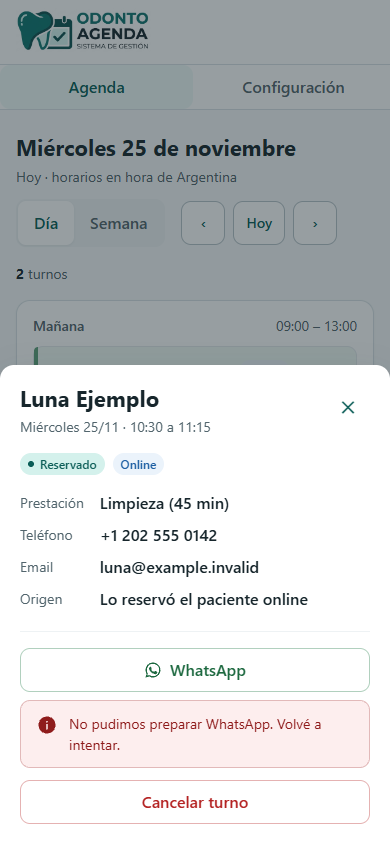 ODONTO
AGENDA
SISTEMA DE GESTIÓN
Agenda
Configuración
Miércoles 25 de noviembre
Hoy · horarios en hora de Argentina
Día
Semana
‹
Hoy
›
2 turnos
Mañana
09:00 – 13:00
Luna Ejemplo
Miércoles 25/11 · 10:30 a 11:15
Reservado
Online
Prestación Limpieza (45 min)
Teléfono +1 202 555 0142
Email luna@example.invalid
Origen Lo reservó el paciente online
WhatsApp
No pudimos preparar WhatsApp. Volvé a
intentar.
Cancelar turno